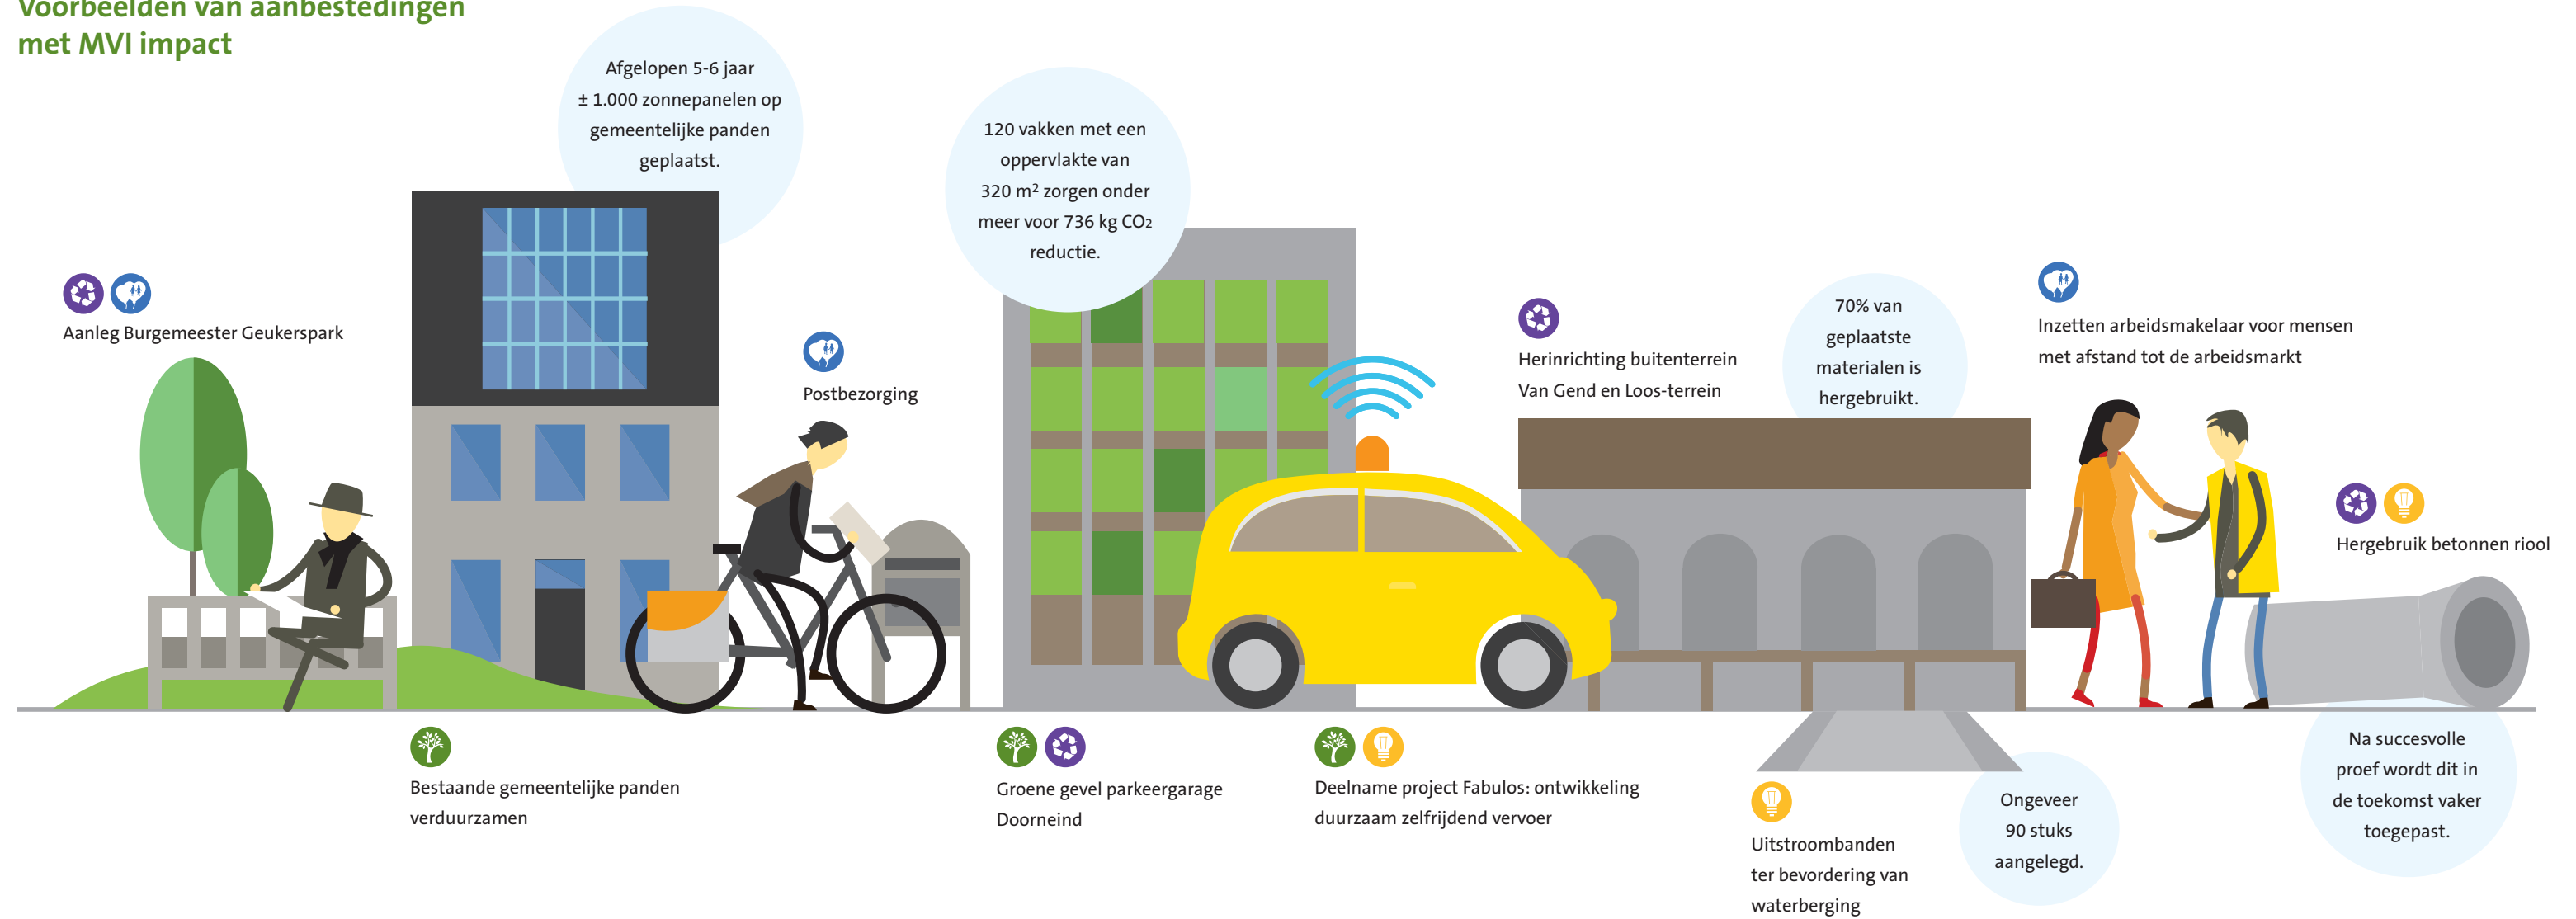 Voorbeelden van aanbestedingen
met MVI impact
Afgelopen 5-6 jaar
± 1.000 zonnepanelen op
gemeentelijke panden
geplaatst.
120 vakken met een
oppervlakte van
320 m² zorgen onder
meer voor 736 kg CO₂
reductie.
Aanleg Burgemeester Geukerspark
Postbezorging
Herinrichting buitenterrein
Van Gend en Loos-terrein
70% van
geplaatste
materialen is
hergebruikt.
Inzetten arbeidsmakelaar voor mensen
met afstand tot de arbeidsmarkt
Hergebruik betonnen riool
Bestaande gemeentelijke panden
verduurzamen
Groene gevel parkeergarage
Doorneind
Deelname project Fabulos: ontwikkeling
duurzaam zelfrijdend vervoer
Uitstroombanden
ter bevordering van
waterberging
Ongeveer
90 stuks
aangelegd.
Na succesvolle
proef wordt dit in
de toekomst vaker
toegepast.